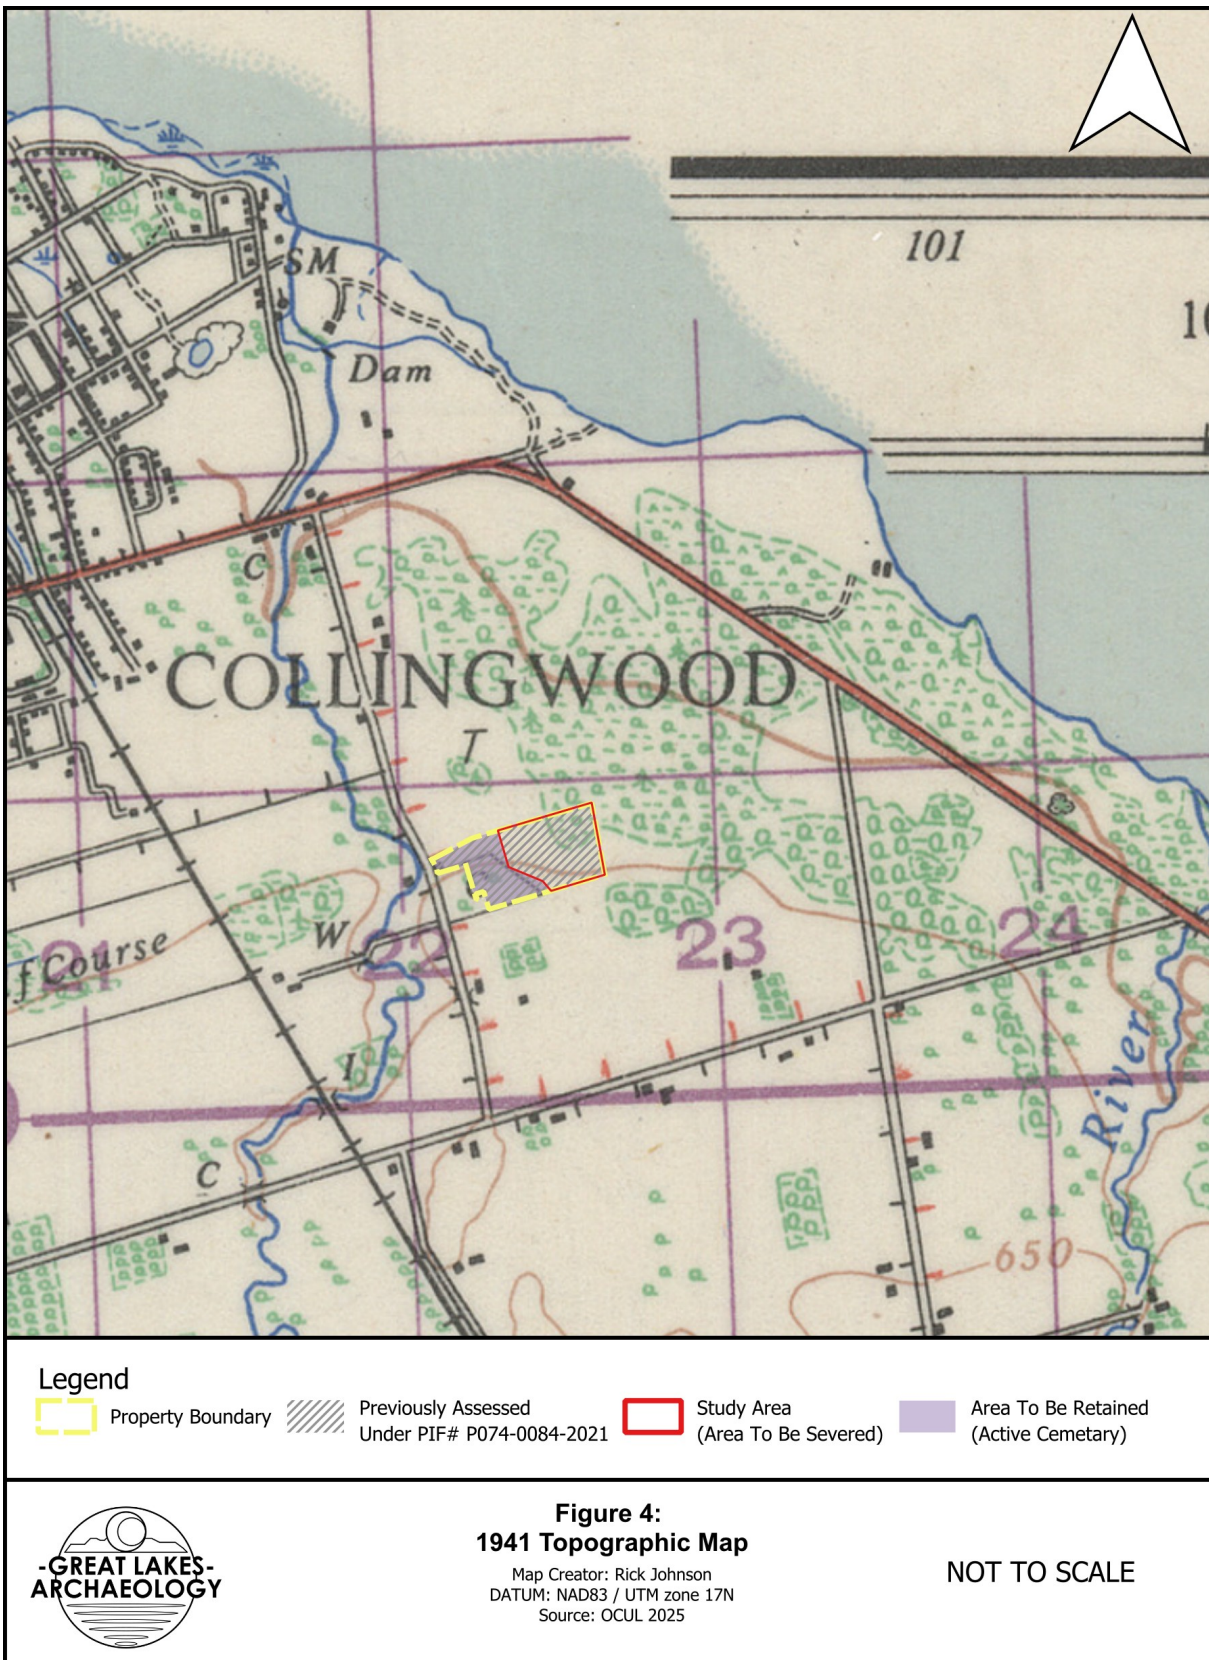 101
10
SM
Dam
C
COLLINGWOOD
T
W
f Course
21
22
23
24
River
I
C
650
Legend
Property Boundary
Previously Assessed
Under PIF# P074-0084-2021
Study Area
(Area To Be Severed)
Area To Be Retained
(Active Cemetary)
-GREAT LAKES-
ARCHAEOLOGY
Figure 4:
1941 Topographic Map
Map Creator: Rick Johnson
DATUM: NAD83 / UTM zone 17N
Source: OCUL 2025
NOT TO SCALE